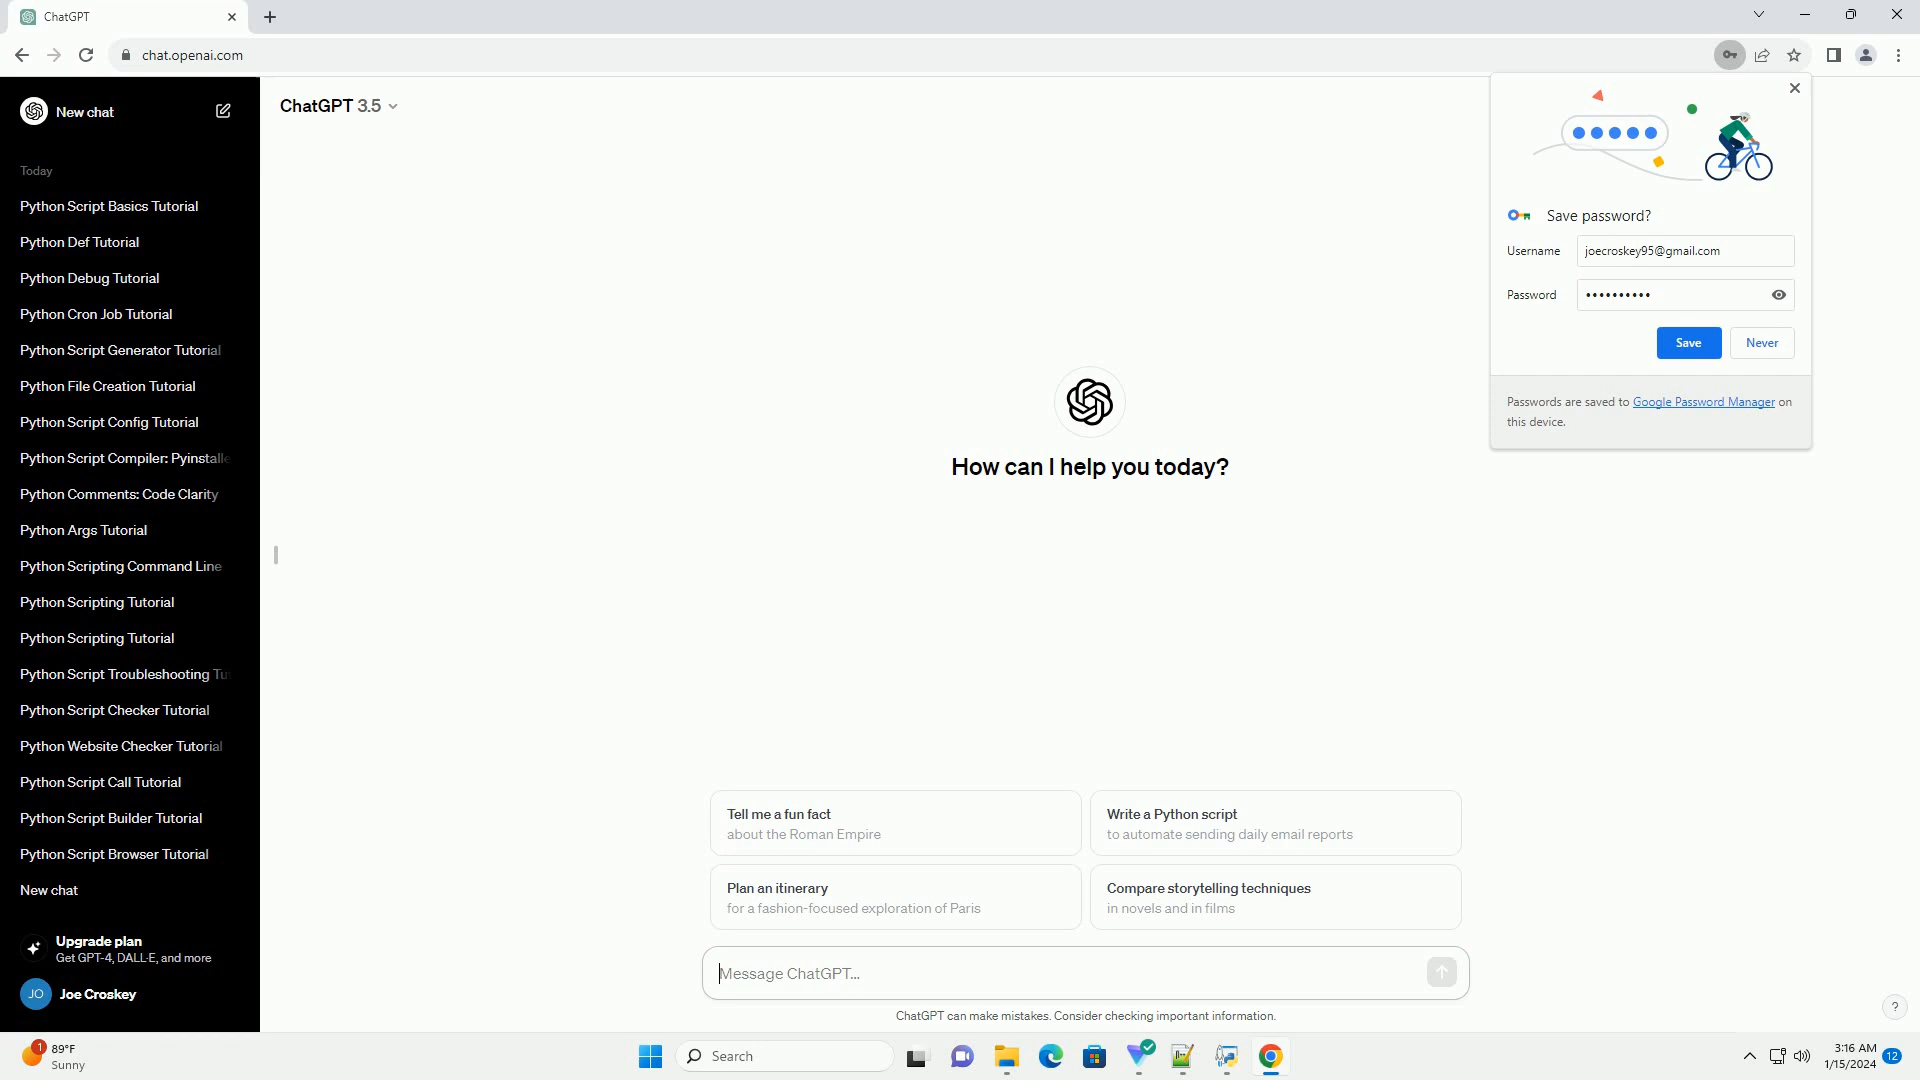 ChatGPT
chat.openai.com
New chat
Today
Python Script Basics Tutorial
Python Def Tutorial
Python Debug Tutorial
Python Cron Job Tutorial
Python Script Generator Tutorial
Python File Creation Tutorial
Python Script Config Tutorial
Python Script Compiler: Pyinstalle
Python Comments: Code Clarity
Python Args Tutorial
Python Scripting Command Line
Python Scripting Tutorial
Python Scripting Tutorial
Python Script Troubleshooting Tu
Python Script Checker Tutorial
Python Website Checker Tutorial
Python Script Call Tutorial
Python Script Builder Tutorial
Python Script Browser Tutorial
New chat
Upgrade plan
Get GPT-4, DALL·E, and more
JO Joe Croskey
ChatGPT 3.5
Save password?
Username joecroskey95@gmail.com
Password ••••••••••
Save Never
Passwords are saved to Google Password Manager on
this device.
How can I help you today?
Tell me a fun fact
about the Roman Empire
Write a Python script
to automate sending daily email reports
Plan an itinerary
for a fashion-focused exploration of Paris
Compare storytelling techniques
in novels and in films
Message ChatGPT...
ChatGPT can make mistakes. Consider checking important information.
?
1
89°F
Sunny
Search
3:16 AM
1/15/2024
12